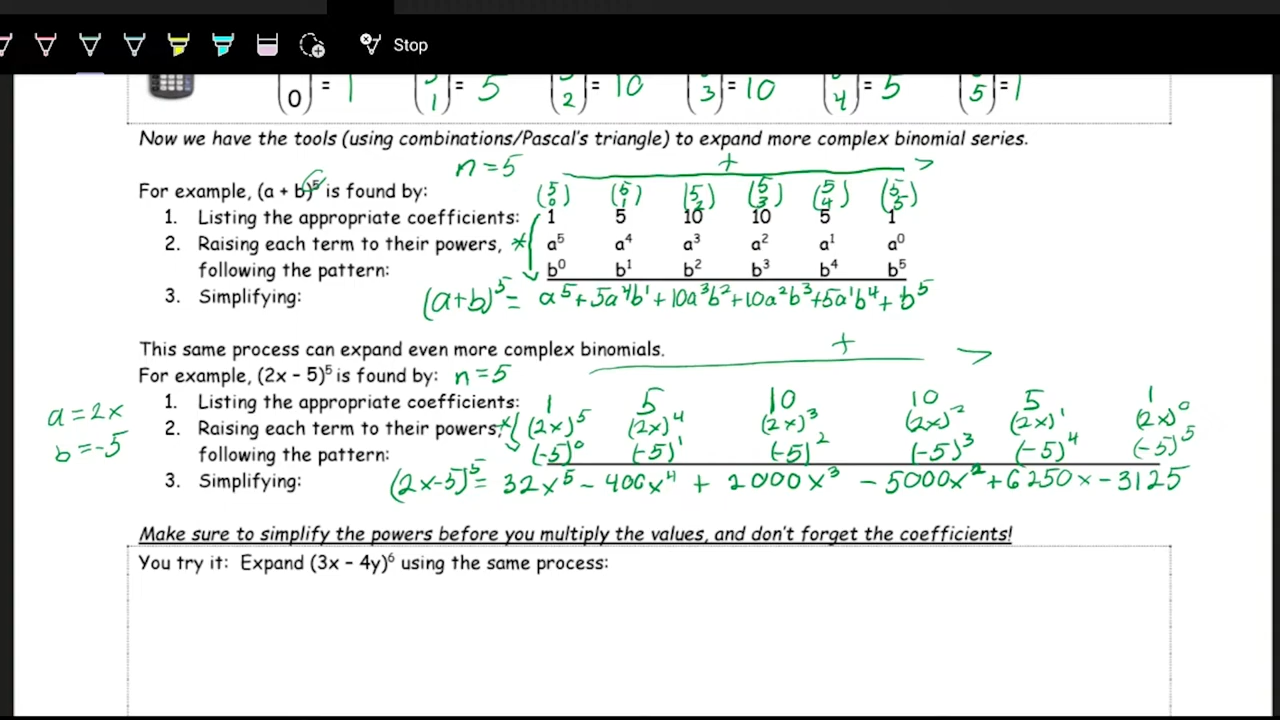 Stop
0 = 1 1 = 5 2 = 10 3 = 10 4 = 5 5 = 1
Now we have the tools (using combinations/Pascal's triangle) to expand more complex binomial series.
n = 5 + >
For example, (a + b)⁵ is found by: (5 0) (5 1) (5 2) (5 3) (5 4) (5 5)
1. Listing the appropriate coefficients: 1 5 10 10 5 1
2. Raising each term to their powers, * a⁵ a⁴ a³ a² a¹ a⁰
following the pattern: b⁰ b¹ b² b³ b⁴ b⁵
3. Simplifying: (a+b)⁵ = a⁵ + 5a⁴b¹ + 10a³b² + 10a²b³ + 5a¹b⁴ + b⁵
This same process can expand even more complex binomials. + >
For example, (2x – 5)⁵ is found by: n = 5
a = 2x 1. Listing the appropriate coefficients: 1 5 10 10 5 1
2. Raising each term to their powers, * (2x)⁵ (2x)⁴ (2x)³ (2x)² (2x)¹ (2x)⁰
b = -5 following the pattern: (-5)⁰ (-5)¹ (-5)² (-5)³ (-5)⁴ (-5)⁵
3. Simplifying: (2x-5)⁵ = 32x⁵ - 400x⁴ + 2000x³ - 5000x² + 6250x - 3125
Make sure to simplify the powers before you multiply the values, and don't forget the coefficients!
You try it: Expand (3x – 4y)⁶ using the same process: